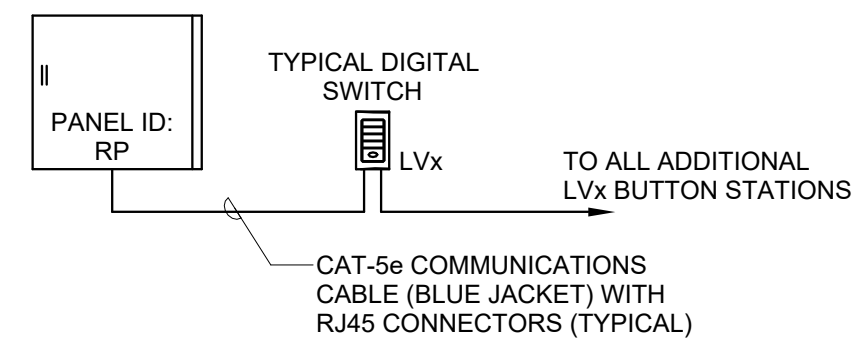 PANEL ID:
RP
TYPICAL DIGITAL
SWITCH
LVx
TO ALL ADDITIONAL
LVx BUTTON STATIONS
CAT-5e COMMUNICATIONS
CABLE (BLUE JACKET) WITH
RJ45 CONNECTORS (TYPICAL)